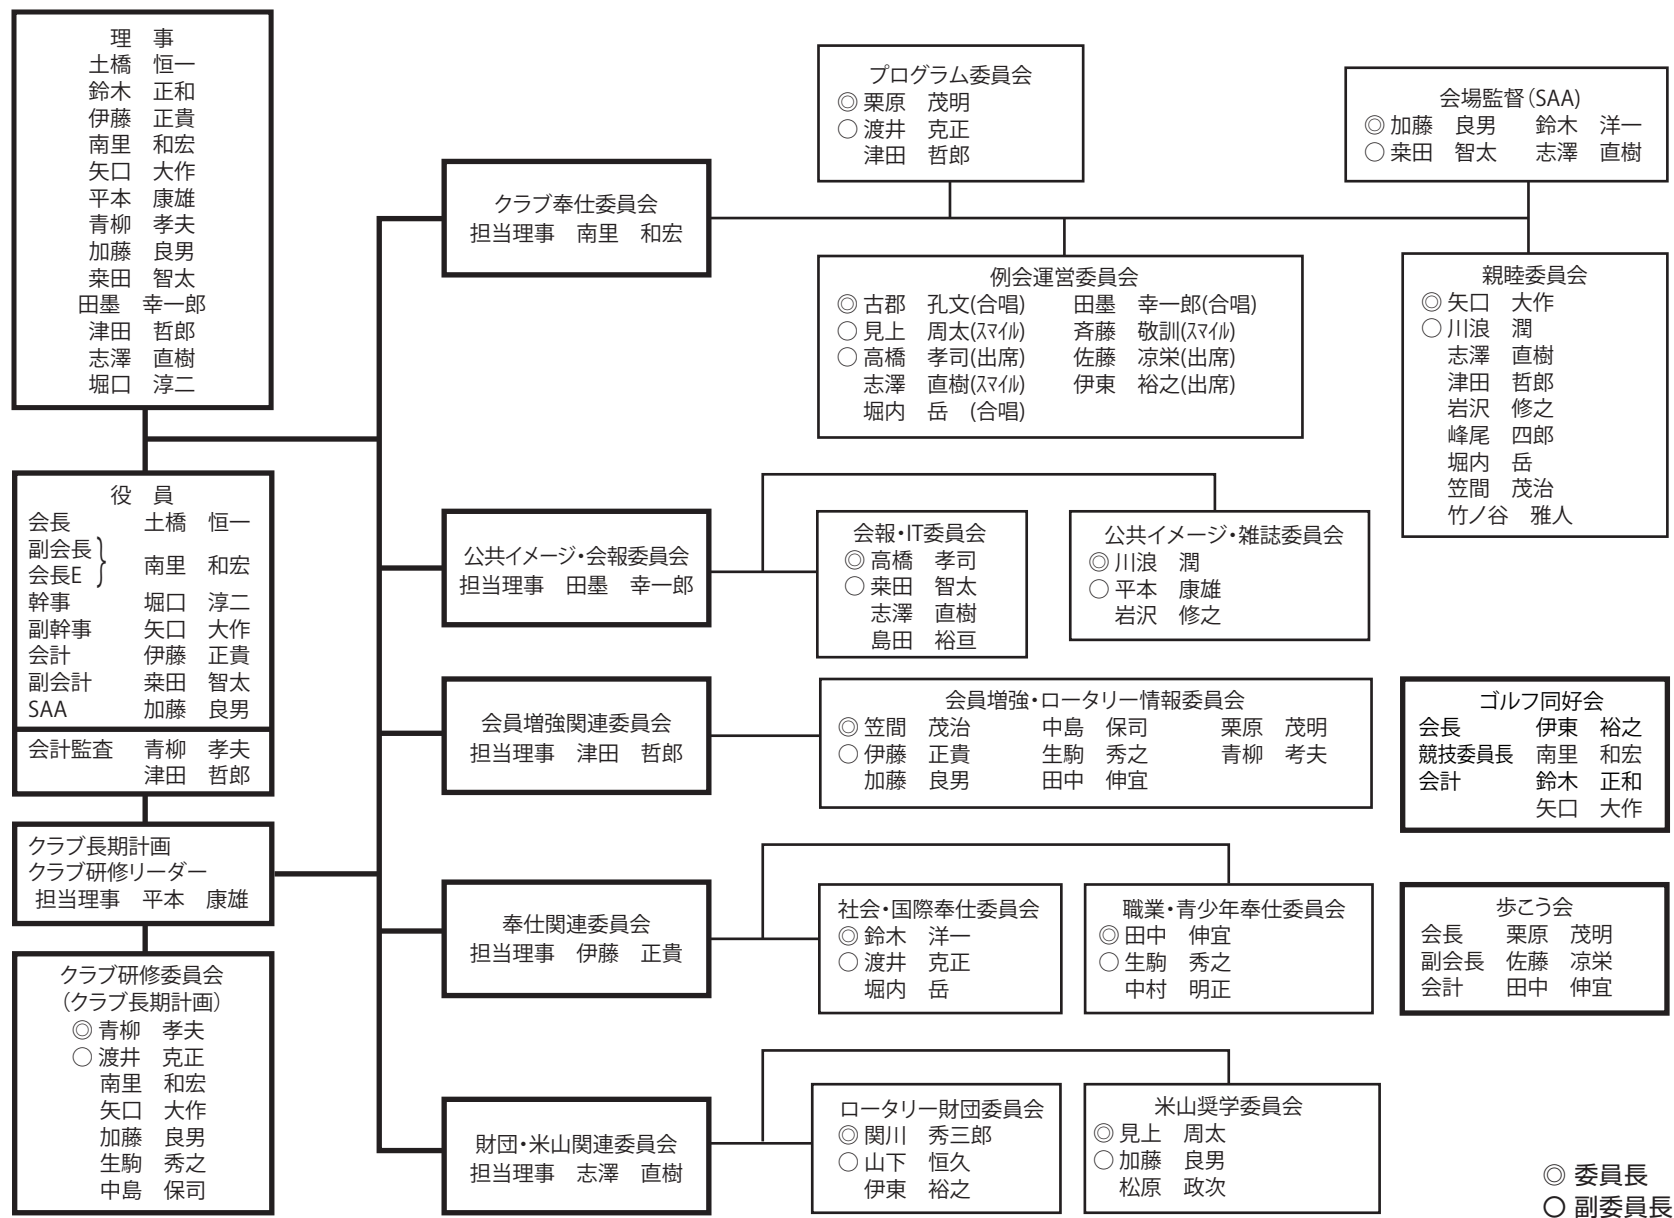 理　事
土橋　恒一
鈴木　正和
伊藤　正貴
南里　和宏
矢口　大作
平本　康雄
青柳　孝夫
加藤　良男
桒田　智太
田墨　幸一郎
津田　哲郎
志澤　直樹
堀口　淳二
役　員
会長　土橋　恒一
副会長
会長E　南里　和宏
幹事　堀口　淳二
副幹事　矢口　大作
会計　伊藤　正貴
副会計　桒田　智太
SAA　加藤　良男
会計監査　青柳　孝夫
津田　哲郎
クラブ長期計画
クラブ研修リーダー
担当理事　平本　康雄
クラブ研修委員会
（クラブ長期計画）
◎ 青柳　孝夫
○ 渡井　克正
南里　和宏
矢口　大作
加藤　良男
生駒　秀之
中島　保司
クラブ奉仕委員会
担当理事　南里　和宏
プログラム委員会
◎ 栗原　茂明
○ 渡井　克正
津田　哲郎
会場監督（SAA)
◎ 加藤　良男　鈴木　洋一
○ 桒田　智太　志澤　直樹
例会運営委員会
◎ 古郡　孔文(合唱)　田墨　幸一郎(合唱)
○ 見上　周太(ｽﾏｲﾙ)　斉藤　敬訓(ｽﾏｲﾙ)
○ 高橋　孝司(出席)　佐藤　凉栄(出席)
志澤　直樹(ｽﾏｲﾙ)　伊東　裕之(出席)
堀内　岳　(合唱)
親睦委員会
◎ 矢口　大作
○ 川浪　潤
志澤　直樹
津田　哲郎
岩沢　修之
峰尾　四郎
堀内　岳
笠間　茂治
竹ノ谷　雅人
公共イメージ・会報委員会
担当理事　田墨　幸一郎
会報・IT委員会
◎ 高橋　孝司
○ 桒田　智太
志澤　直樹
島田　裕亘
公共イメージ・雑誌委員会
◎ 川浪　潤
○ 平本　康雄
岩沢　修之
会員増強関連委員会
担当理事　津田　哲郎
会員増強・ロータリー情報委員会
◎ 笠間　茂治　中島　保司　栗原　茂明
○ 伊藤　正貴　生駒　秀之　青柳　考夫
加藤　良男　田中　伸宜
ゴルフ同好会
会長　伊東　裕之
競技委員長　南里　和宏
会計　鈴木　正和
矢口　大作
奉仕関連委員会
担当理事　伊藤　正貴
社会・国際奉仕委員会
◎ 鈴木　洋一
○ 渡井　克正
堀内　岳
職業・青少年奉仕委員会
◎ 田中　伸宜
○ 生駒　秀之
中村　明正
歩こう会
会長　栗原　茂明
副会長　佐藤　凉栄
会計　田中　伸宜
財団・米山関連委員会
担当理事　志澤　直樹
ロータリー財団委員会
◎ 関川　秀三郎
○ 山下　恒久
伊東　裕之
米山奨学委員会
◎ 見上　周太
○ 加藤　良男
松原　政次
◎ 委員長
○ 副委員長